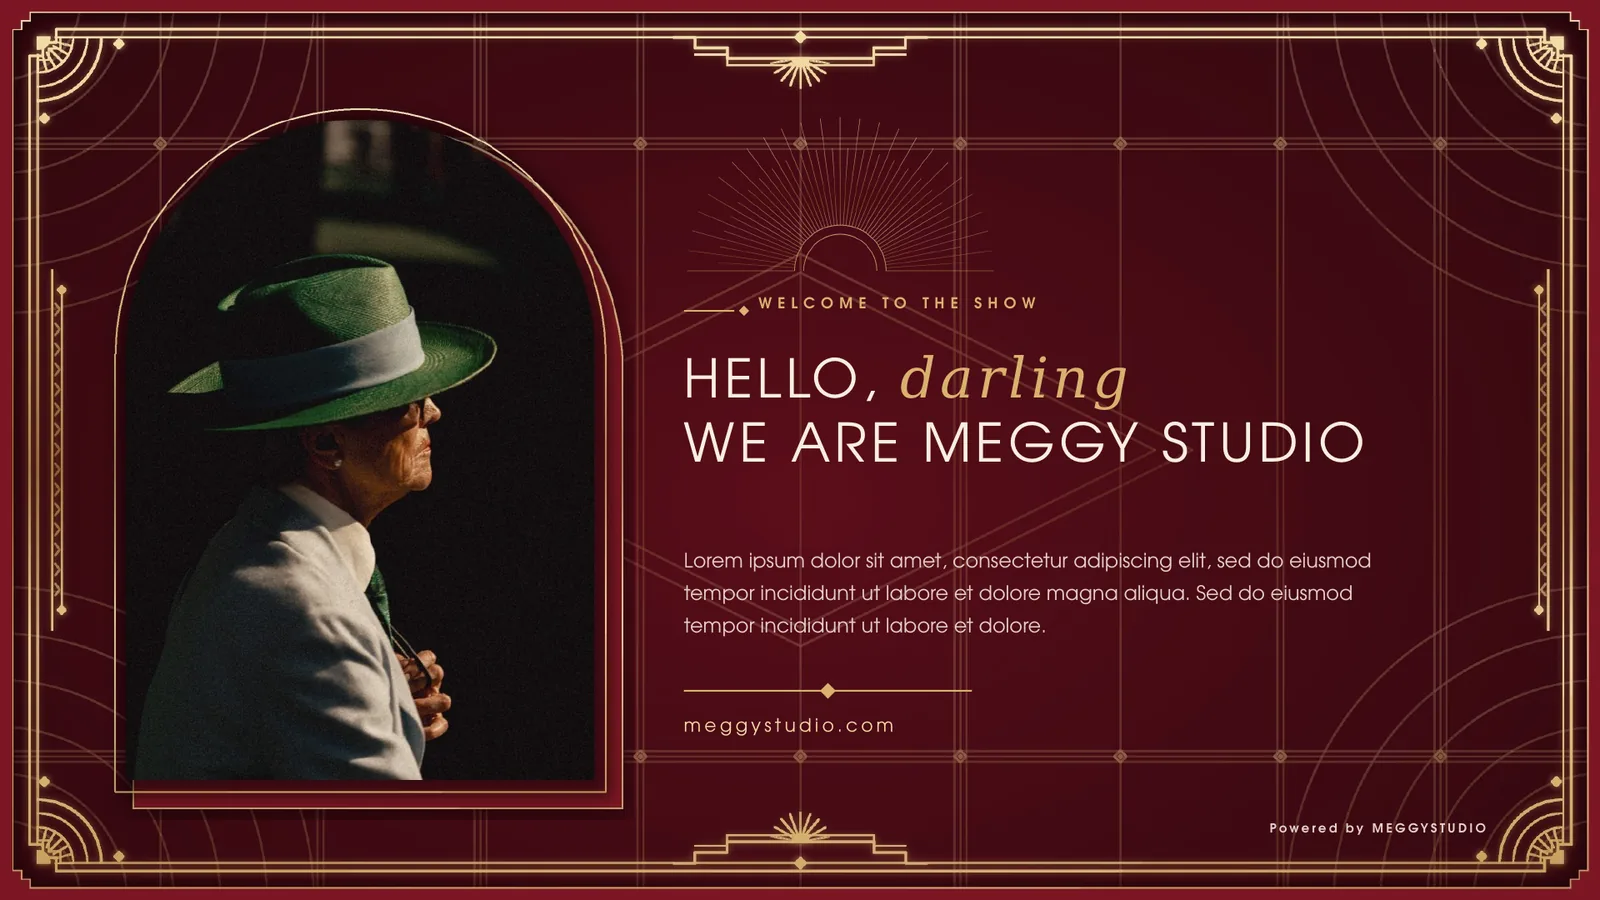 WELCOME TO THE SHOW
HELLO, darling
WE ARE MEGGY STUDIO
Lorem ipsum dolor sit amet, consectetur adipiscing elit, sed do eiusmod
tempor incididunt ut labore et dolore magna aliqua. Sed do eiusmod
tempor incididunt ut labore et dolore.
meggystudio.com
Powered by MEGGYSTUDIO